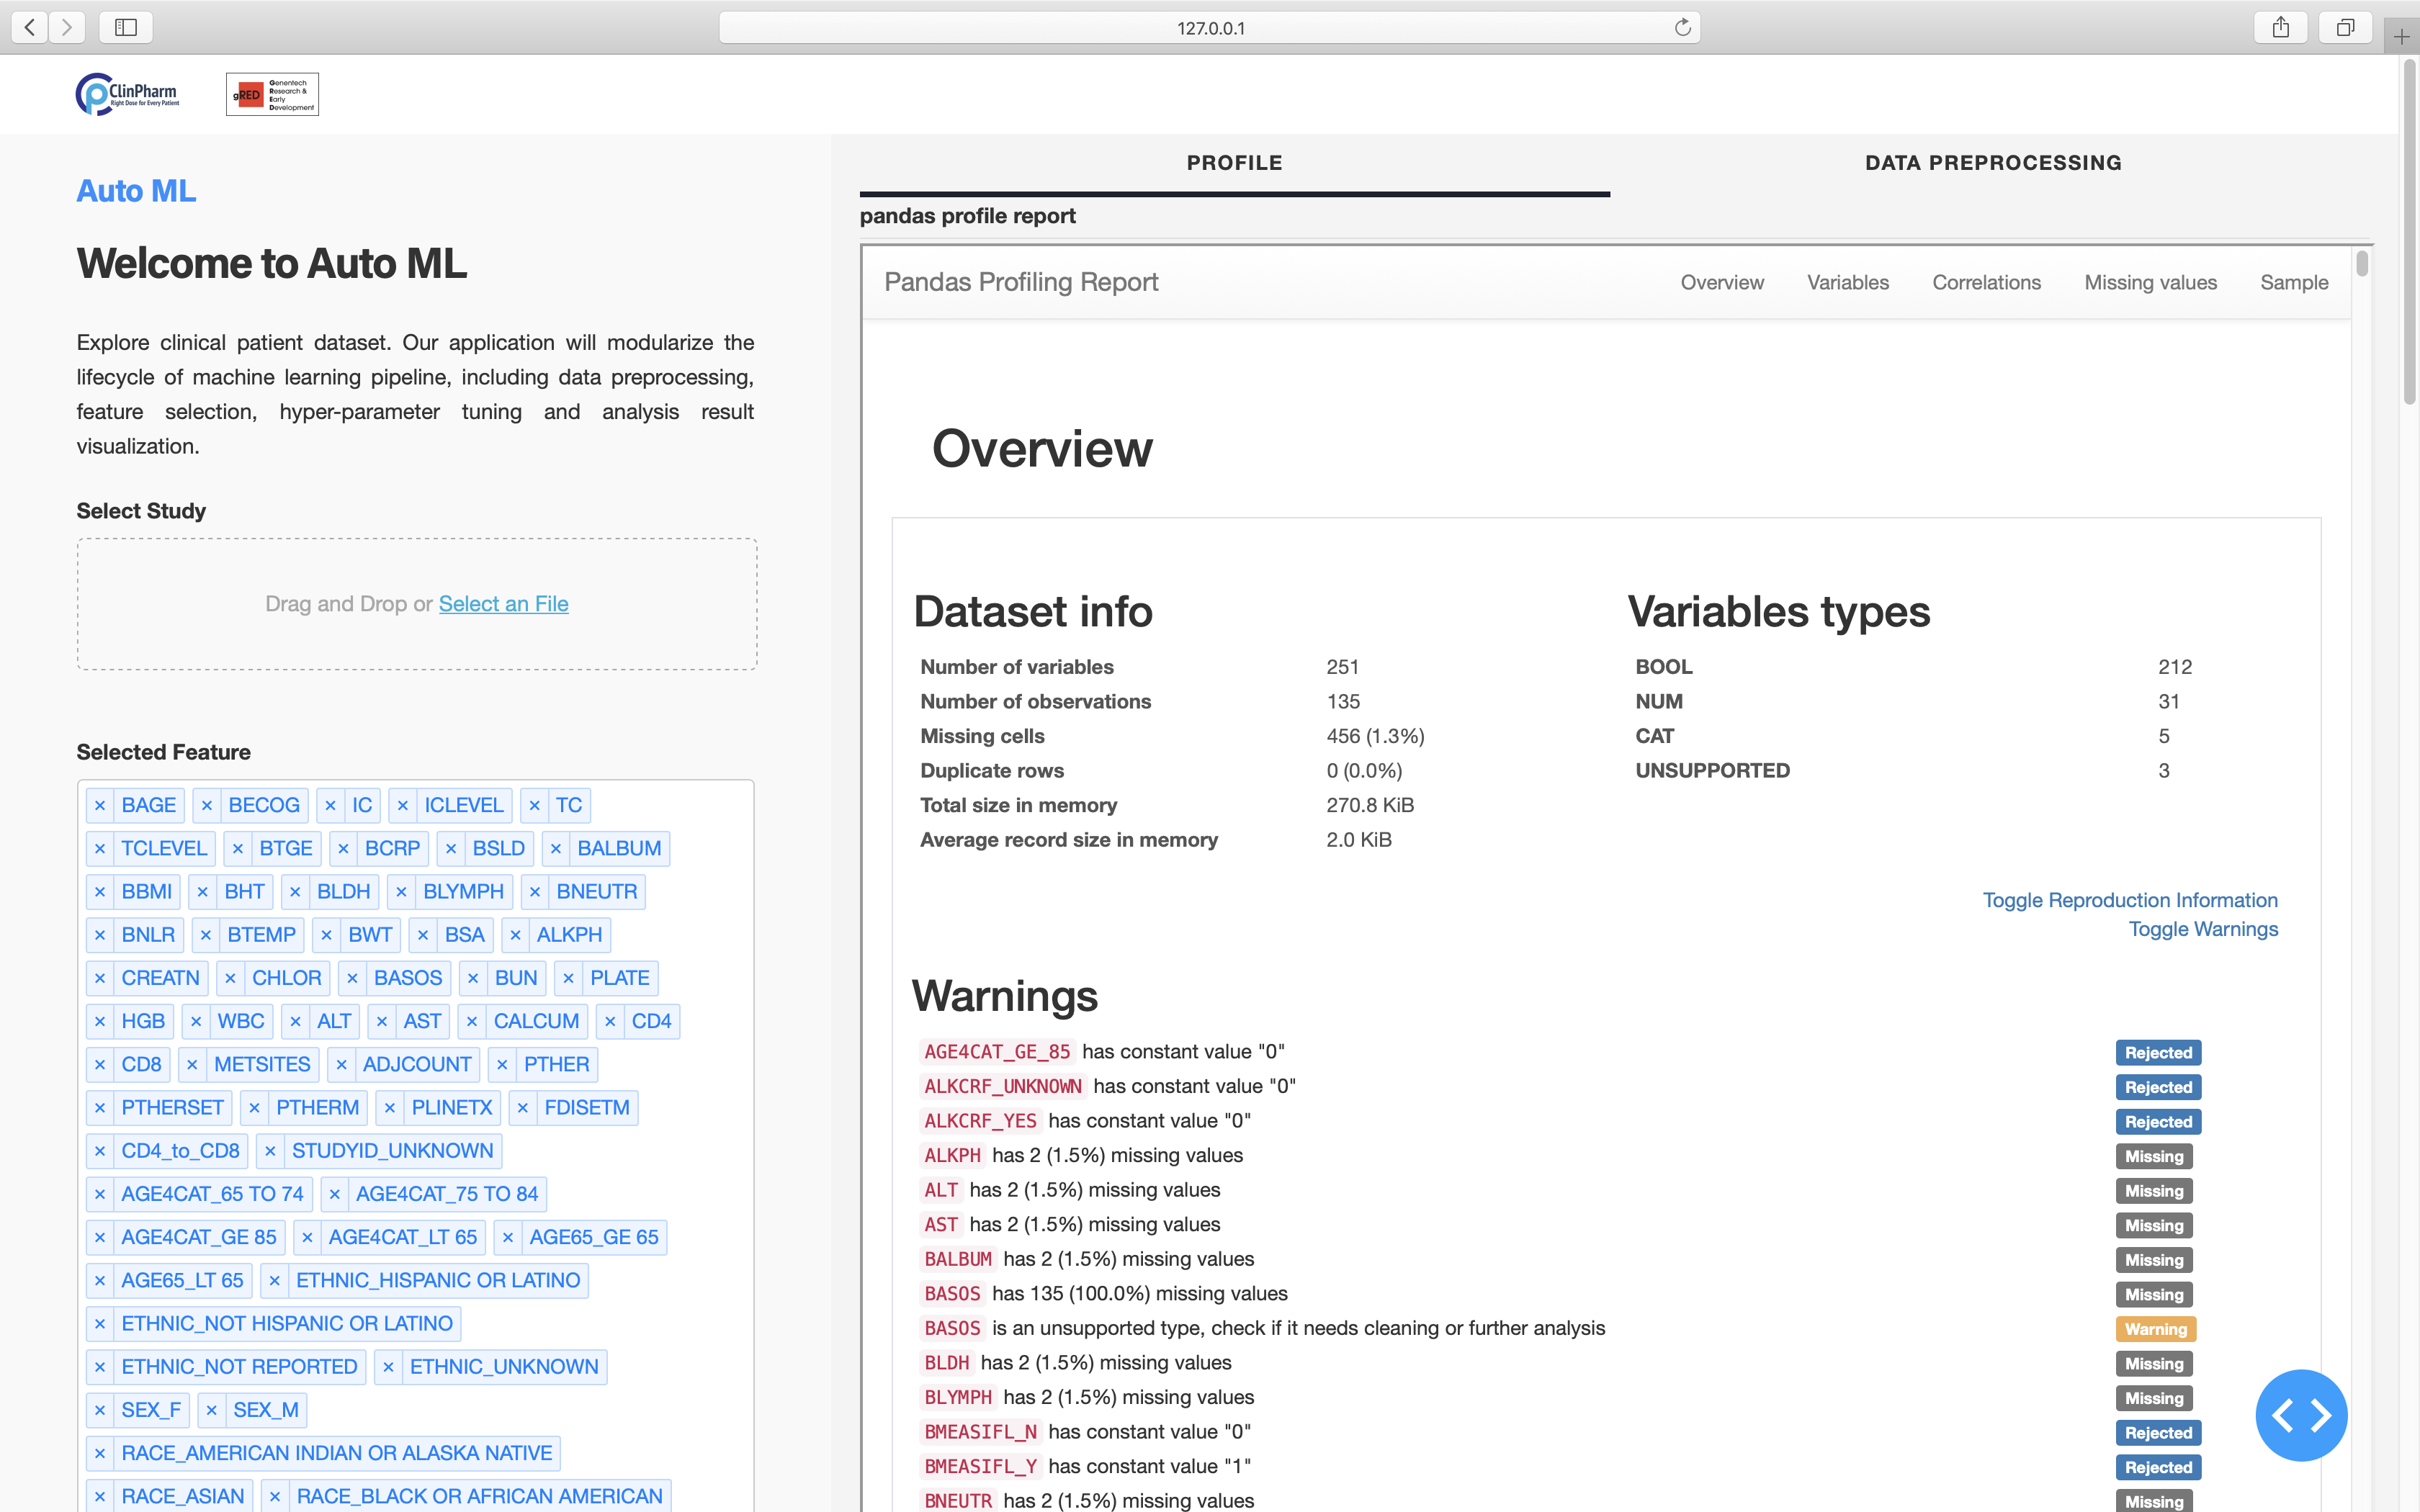 127.0.0.1
ClinPharm
Right Dose for Every Patient
gRED
Genentech
Research &
Early
Development
Auto ML
Welcome to Auto ML
Explore clinical patient dataset. Our application will modularize the
lifecycle of machine learning pipeline, including data preprocessing,
feature selection, hyper-parameter tuning and analysis result
visualization.
Select Study
Drag and Drop or Select an File
Selected Feature
× BAGE × BECOG × IC × ICLEVEL × TC
× TCLEVEL × BTGE × BCRP × BSLD × BALBUM
× BBMI × BHT × BLDH × BLYMPH × BNEUTR
× BNLR × BTEMP × BWT × BSA × ALKPH
× CREATN × CHLOR × BASOS × BUN × PLATE
× HGB × WBC × ALT × AST × CALCUM × CD4
× CD8 × METSITES × ADJCOUNT × PTHER
× PTHERSET × PTHERM × PLINETX × FDISETM
× CD4_to_CD8 × STUDYID_UNKNOWN
× AGE4CAT_65 TO 74 × AGE4CAT_75 TO 84
× AGE4CAT_GE 85 × AGE4CAT_LT 65 × AGE65_GE 65
× AGE65_LT 65 × ETHNIC_HISPANIC OR LATINO
× ETHNIC_NOT HISPANIC OR LATINO
× ETHNIC_NOT REPORTED × ETHNIC_UNKNOWN
× SEX_F × SEX_M
× RACE_AMERICAN INDIAN OR ALASKA NATIVE
× RACE_ASIAN × RACE_BLACK OR AFRICAN AMERICAN
PROFILE DATA PREPROCESSING
pandas profile report
Pandas Profiling Report Overview Variables Correlations Missing values Sample
Overview
Dataset info
Number of variables 251
Number of observations 135
Missing cells 456 (1.3%)
Duplicate rows 0 (0.0%)
Total size in memory 270.8 KiB
Average record size in memory 2.0 KiB
Variables types
BOOL 212
NUM 31
CAT 5
UNSUPPORTED 3
Toggle Reproduction Information
Toggle Warnings
Warnings
AGE4CAT_GE_85 has constant value "0" Rejected
ALKCRF_UNKNOWN has constant value "0" Rejected
ALKCRF_YES has constant value "0" Rejected
ALKPH has 2 (1.5%) missing values Missing
ALT has 2 (1.5%) missing values Missing
AST has 2 (1.5%) missing values Missing
BALBUM has 2 (1.5%) missing values Missing
BASOS has 135 (100.0%) missing values Missing
BASOS is an unsupported type, check if it needs cleaning or further analysis Warning
BLDH has 2 (1.5%) missing values Missing
BLYMPH has 2 (1.5%) missing values Missing
BMEASIFL_N has constant value "0" Rejected
BMEASIFL_Y has constant value "1" Rejected
BNEUTR has 2 (1.5%) missing values Missing